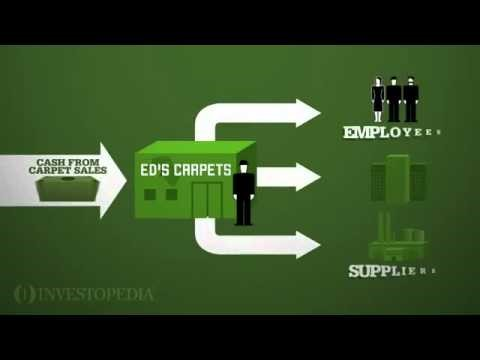 CASH FROM
CARPET SALES
ED'S CARPETS
EMPLOYEES
SUPPLIERS
INVESTOPEDIA